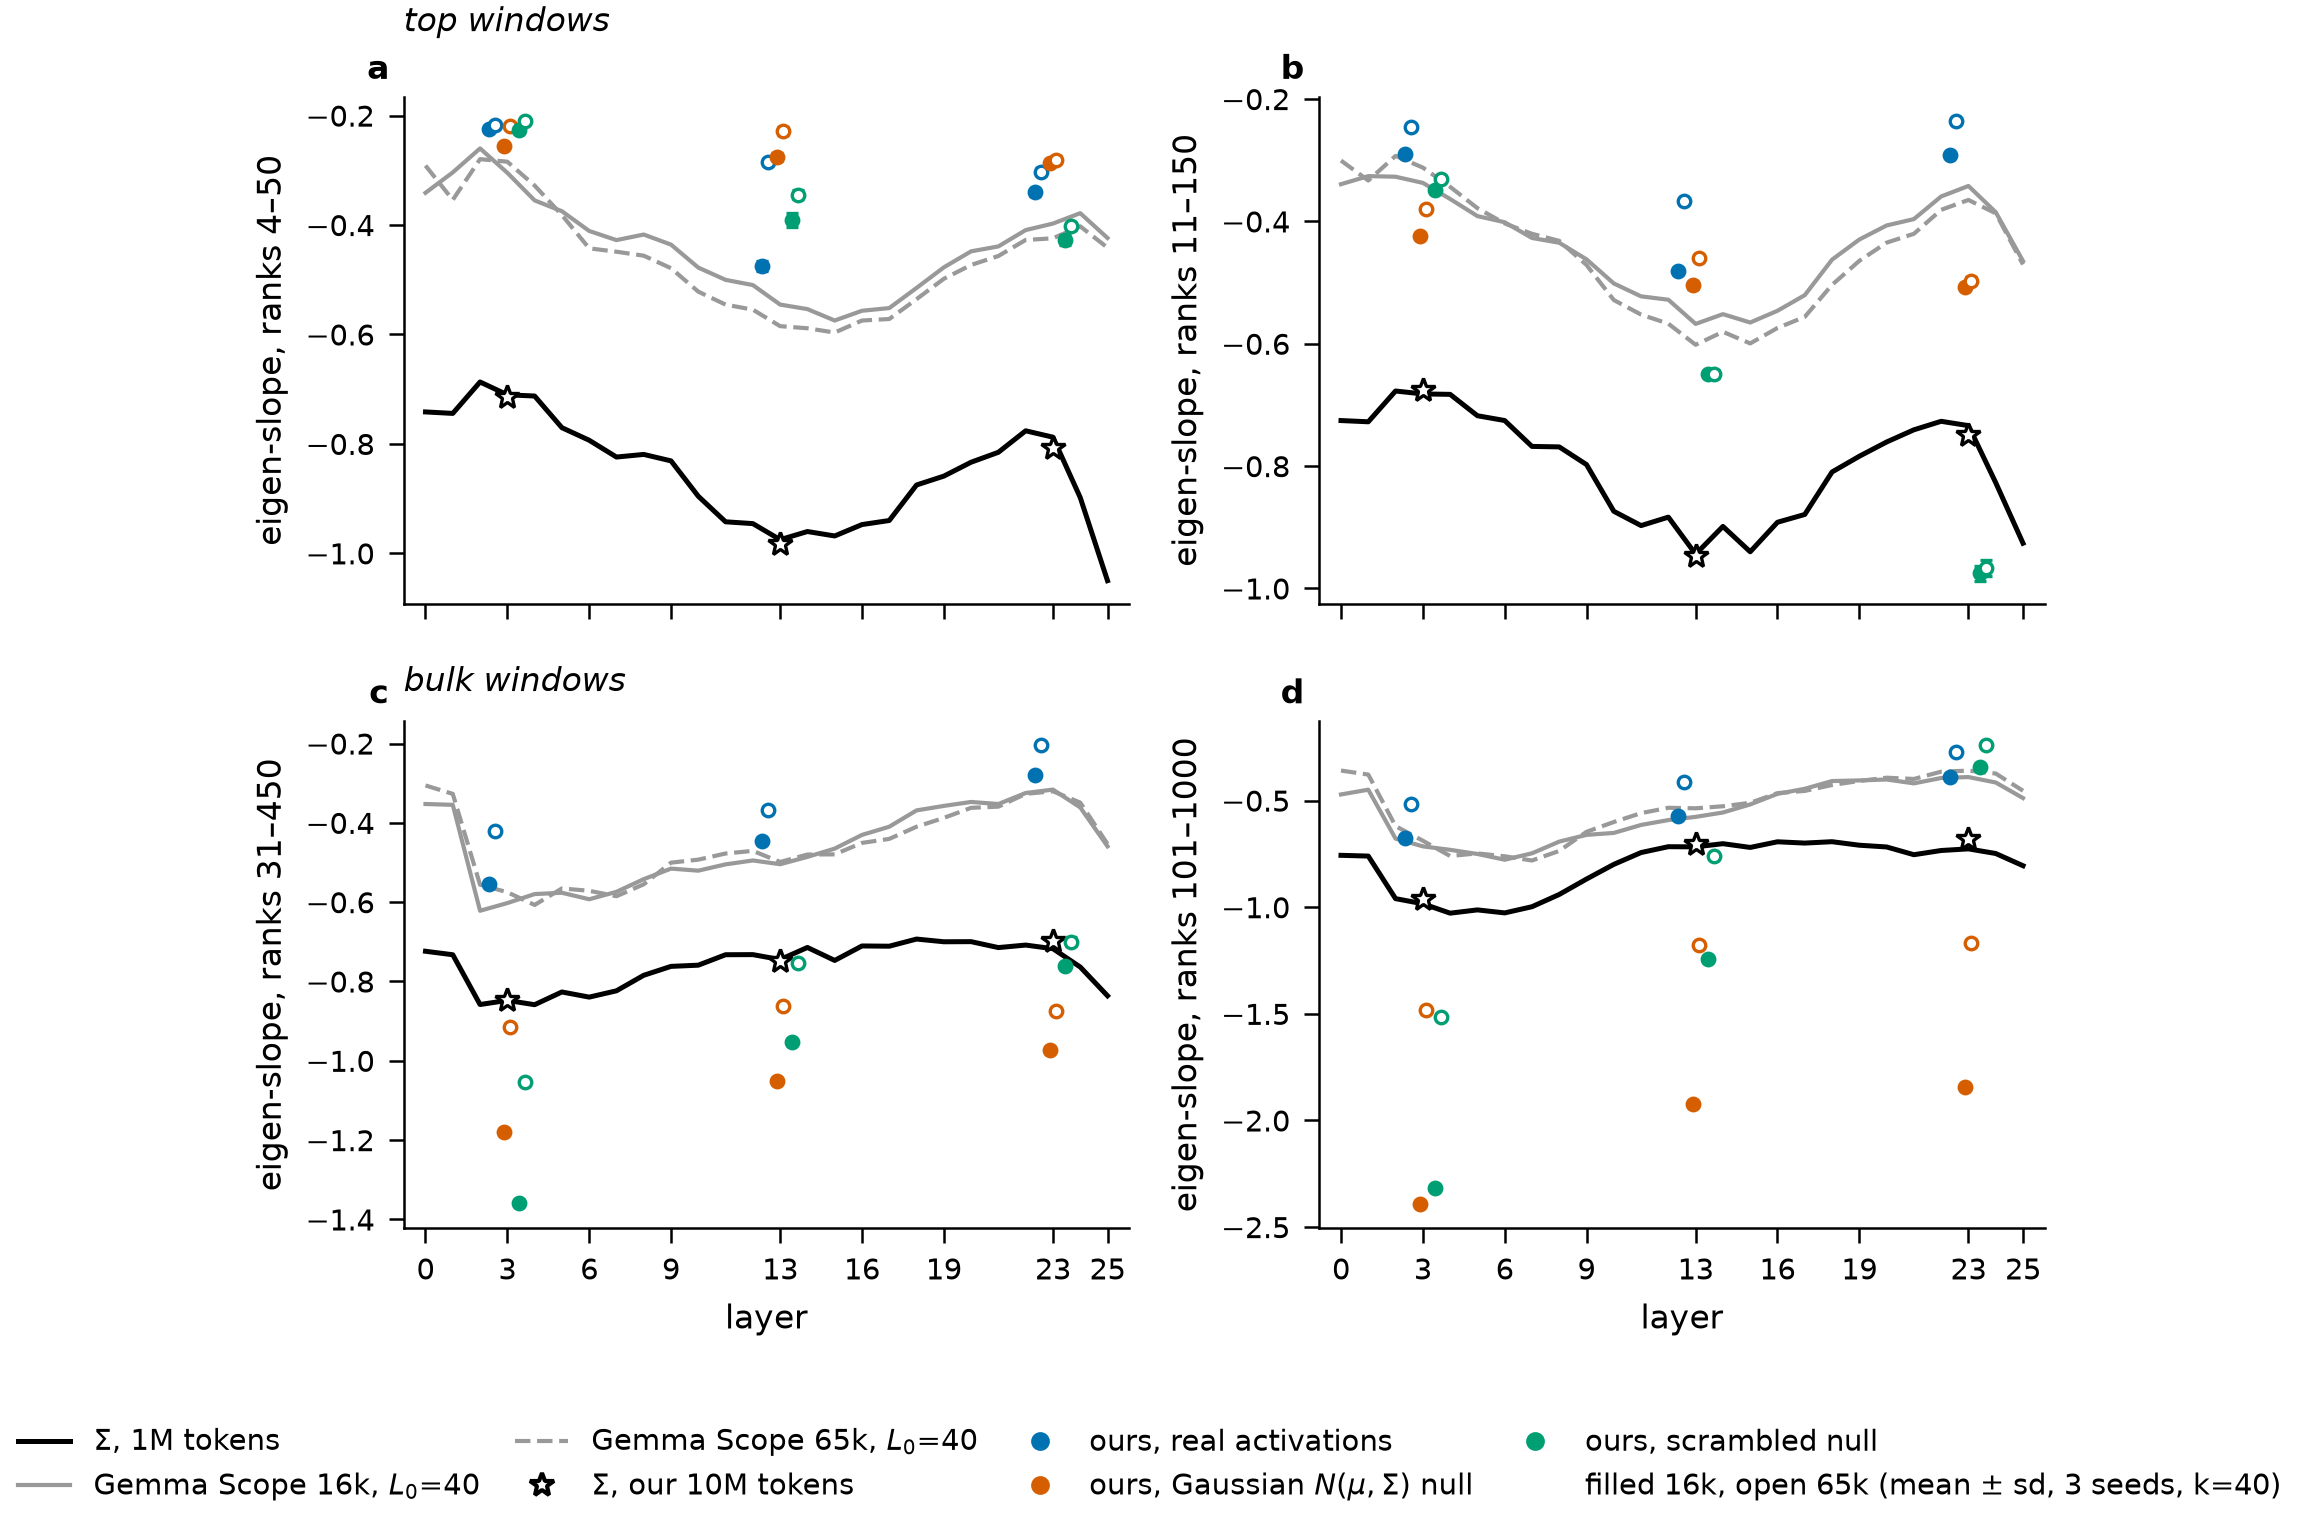 top windows
a
b
−0.2
−0.4
−0.6
−0.8
−1.0
eigen-slope, ranks 4–50
−0.2
−0.4
−0.6
−0.8
−1.0
eigen-slope, ranks 11–150
bulk windows
c
d
−0.2
−0.4
−0.6
−0.8
−1.0
−1.2
−1.4
eigen-slope, ranks 31–450
0 3 6 9 13 16 19 23 25
layer
−0.5
−1.0
−1.5
−2.0
−2.5
eigen-slope, ranks 101–1000
0 3 6 9 13 16 19 23 25
layer
Σ, 1M tokens
Gemma Scope 16k, L₀=40
Gemma Scope 65k, L₀=40
Σ, our 10M tokens
ours, real activations
ours, Gaussian N(μ, Σ) null
ours, scrambled null
filled 16k, open 65k (mean ± sd, 3 seeds, k=40)